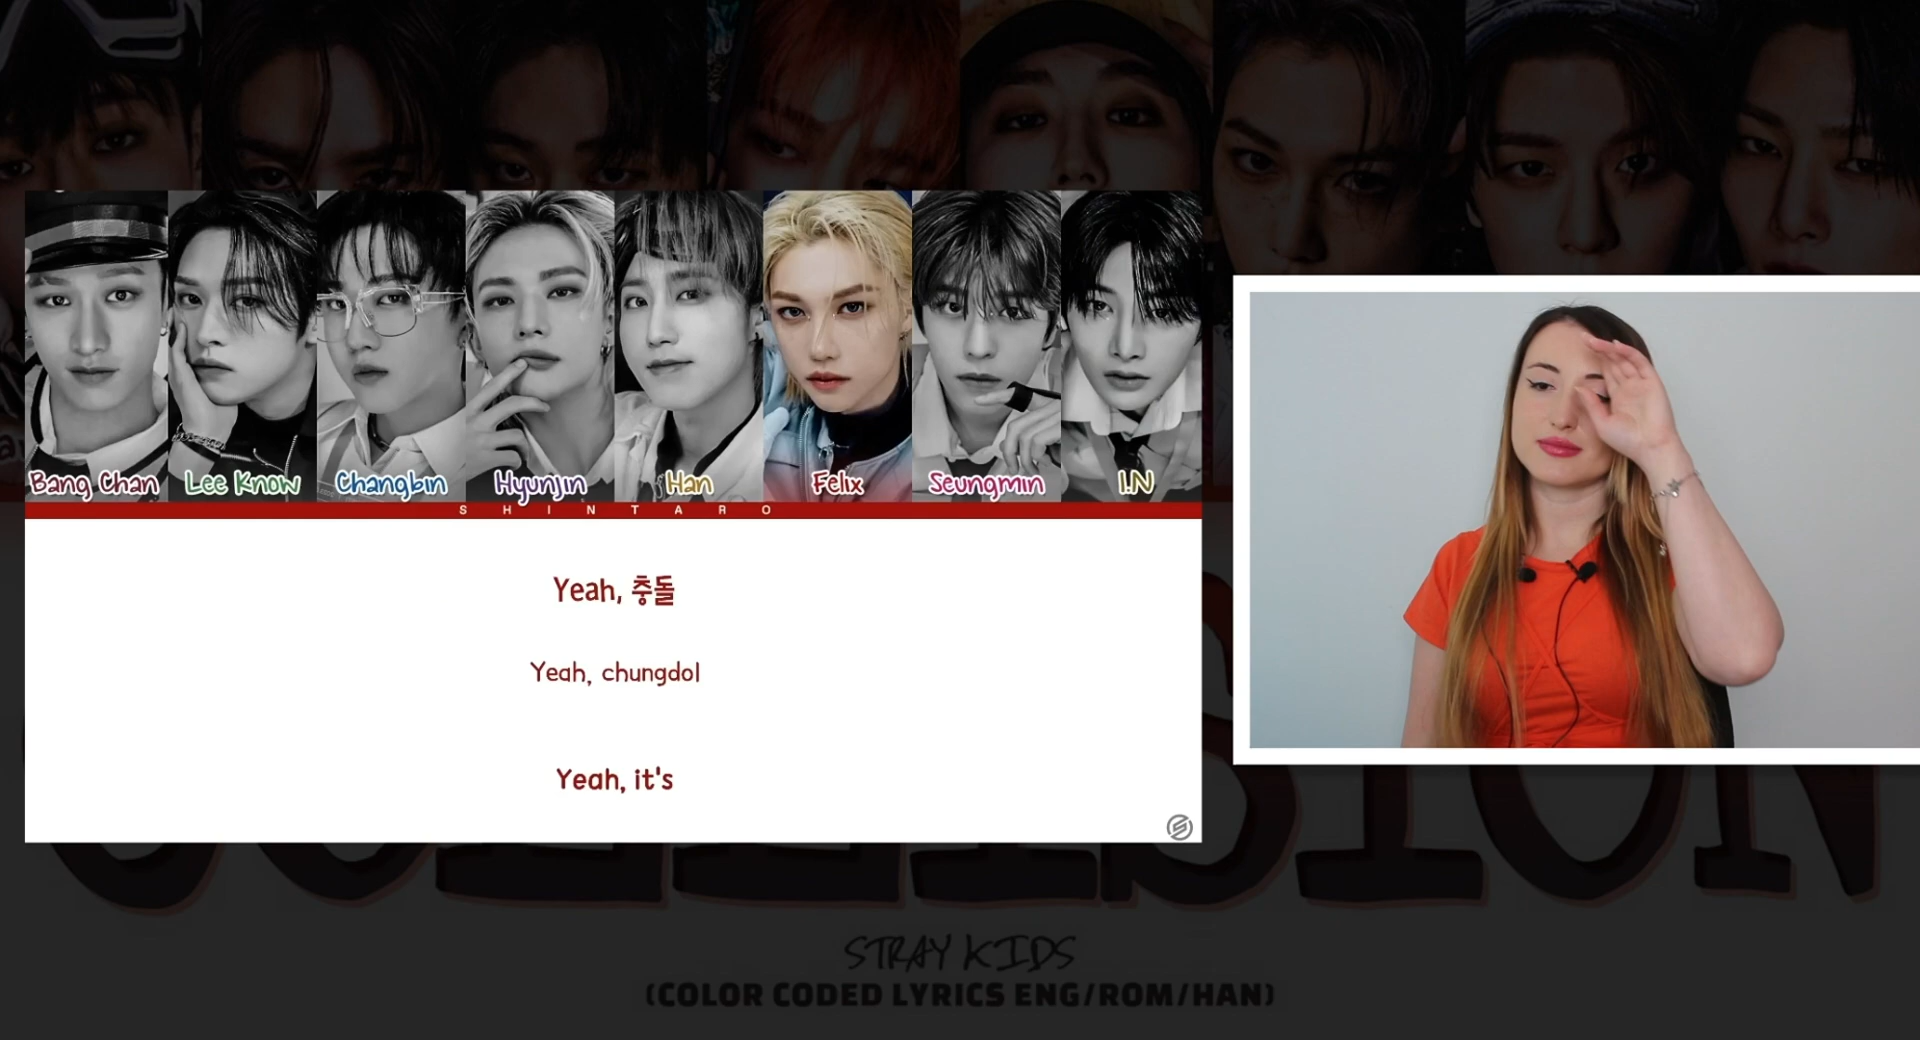 Bang Chan Lee Know Changbin Hyunjin Han Felix Seungmin I.N
SHINTARO
Yeah, 충돌
Yeah, chungdol
Yeah, it's
STRAY KIDS
(COLOR CODED LYRICS ENG/ROM/HAN)